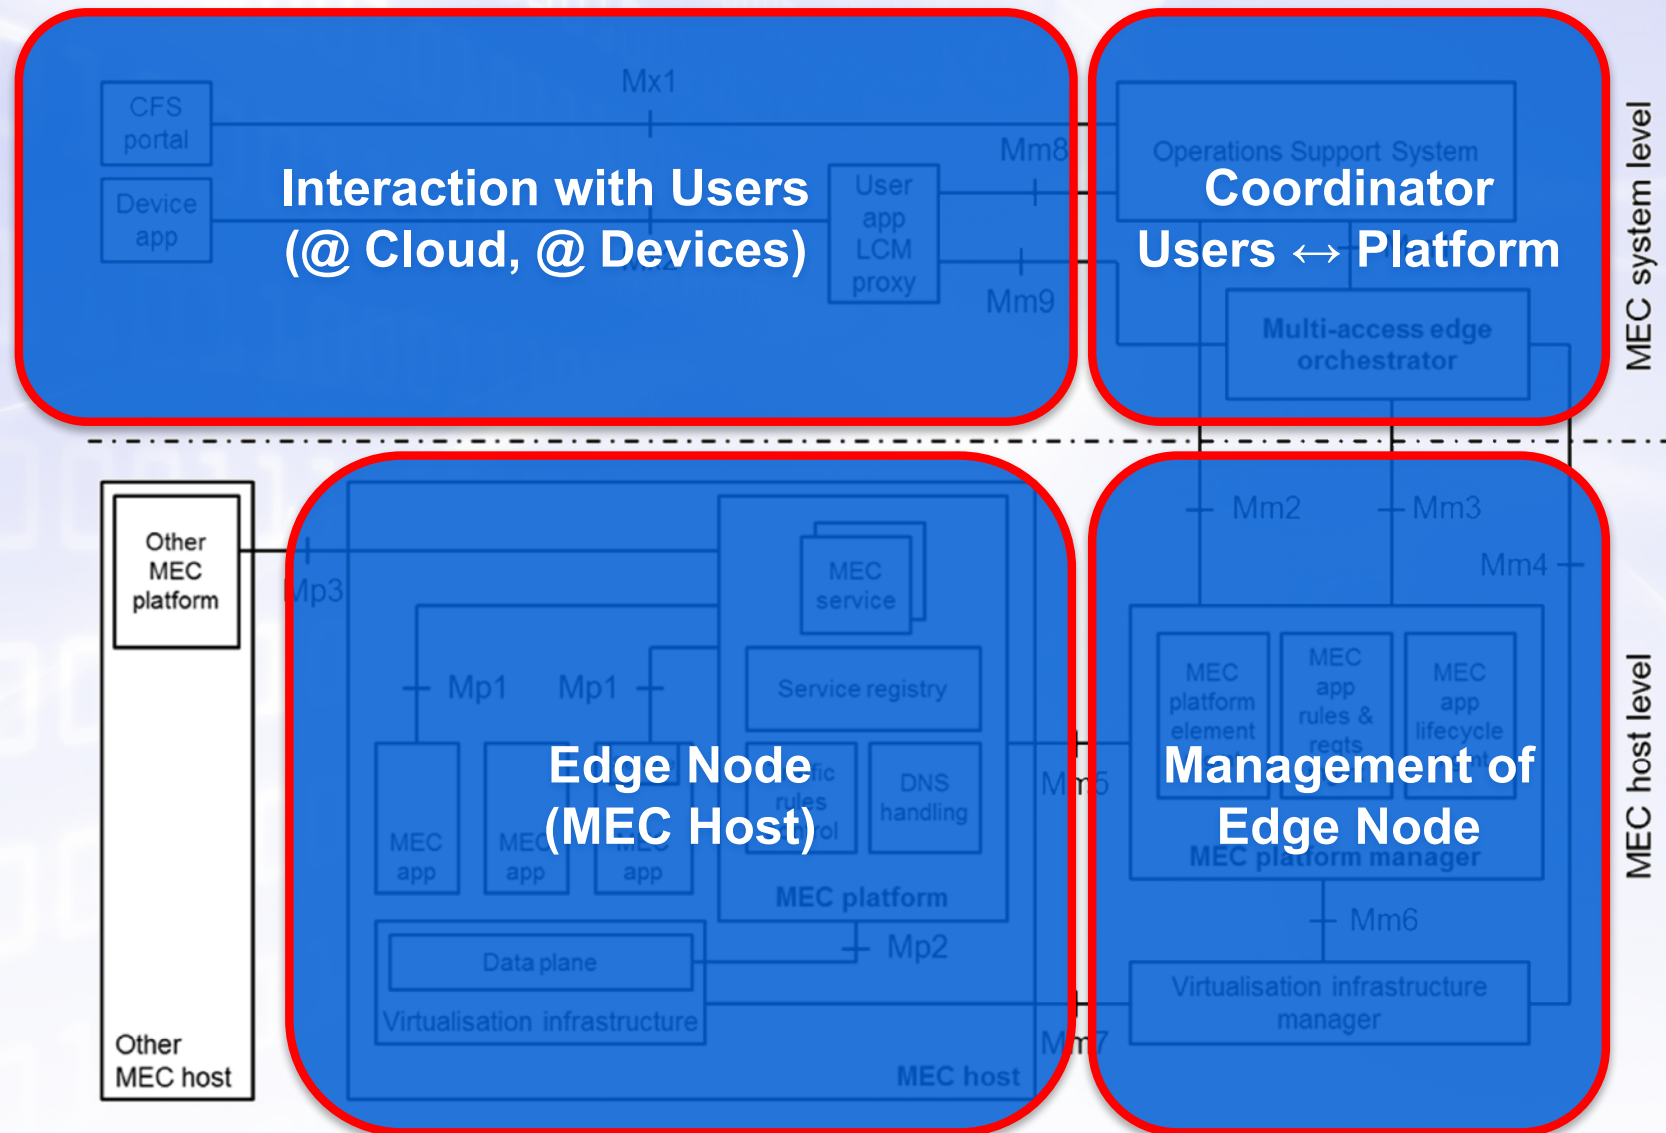 Mx1
CFS
portal
Device
app
Interaction with Users
(@ Cloud, @ Devices)
User
app
LCM
proxy
Mm8
Mm9
Operations Support System
Coordinator
Users ↔ Platform
Multi-access edge
orchestrator
MEC system level
Other
MEC
platform
Mp3
MEC
service
Mp1
Mp1
Service registry
Edge Node
(MEC Host)
rules
DNS
handling
MEC
app
MEC
app
MEC
app
MEC platform
Mp2
Data plane
Virtualisation infrastructure
MEC host
Other
MEC host
Mm2
Mm3
Mm4
MEC
platform
element
MEC
app
rules &
reqts
MEC
app
lifecycle
Mm5
Management of
Edge Node
MEC platform manager
Mm6
Virtualisation infrastructure
manager
Mm7
MEC host level